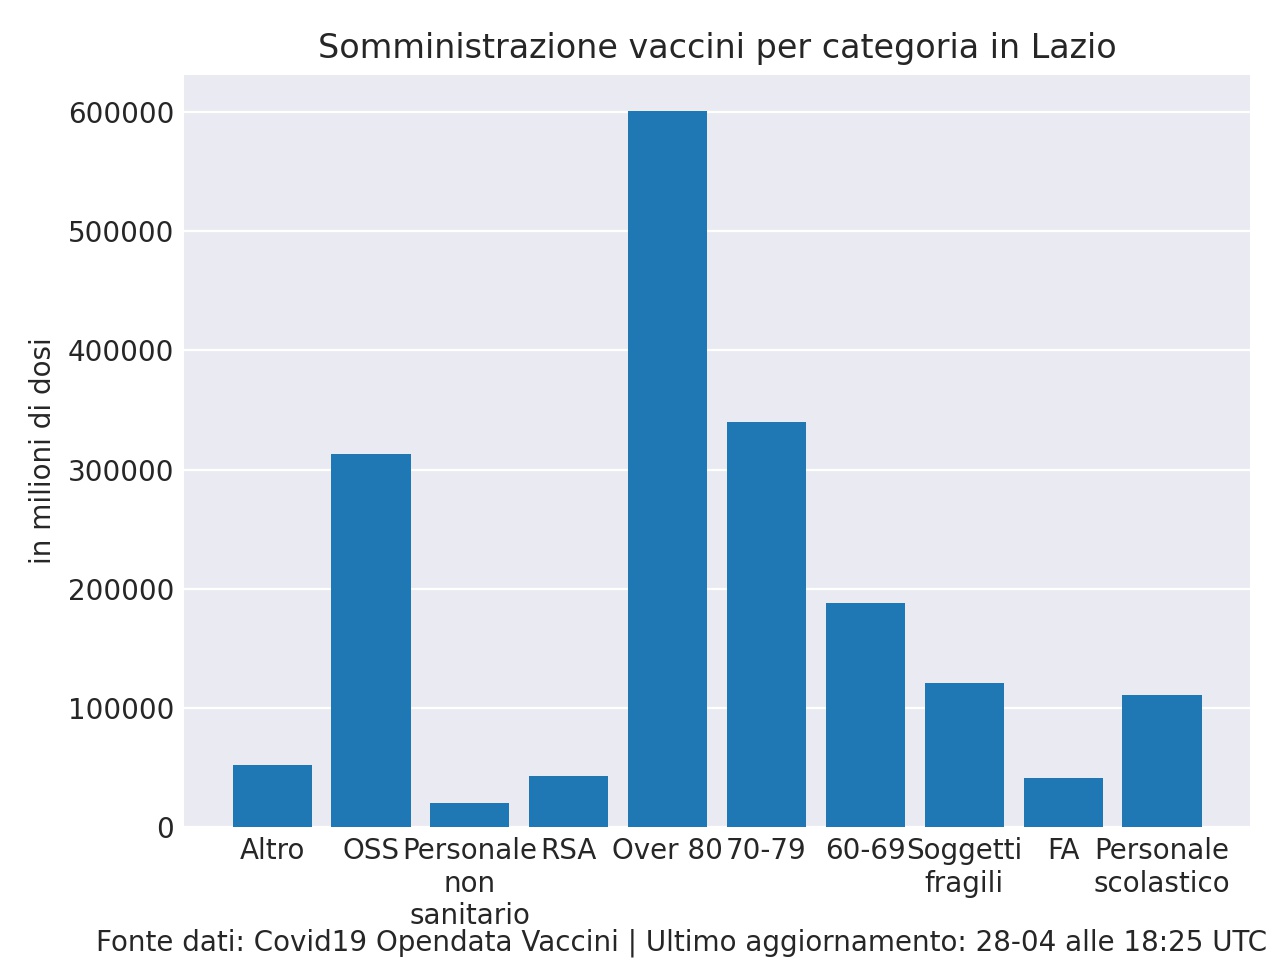 Somministrazione vaccini per categoria in Lazio
600000
500000
400000
300000
200000
100000
0
in milioni di dosi
Altro
OSS
Personale
non
sanitario
RSA
Over 80
70-79
60-69
Soggetti
fragili
FA
Personale
scolastico
Fonte dati: Covid19 Opendata Vaccini | Ultimo aggiornamento: 28-04 alle 18:25 UTC